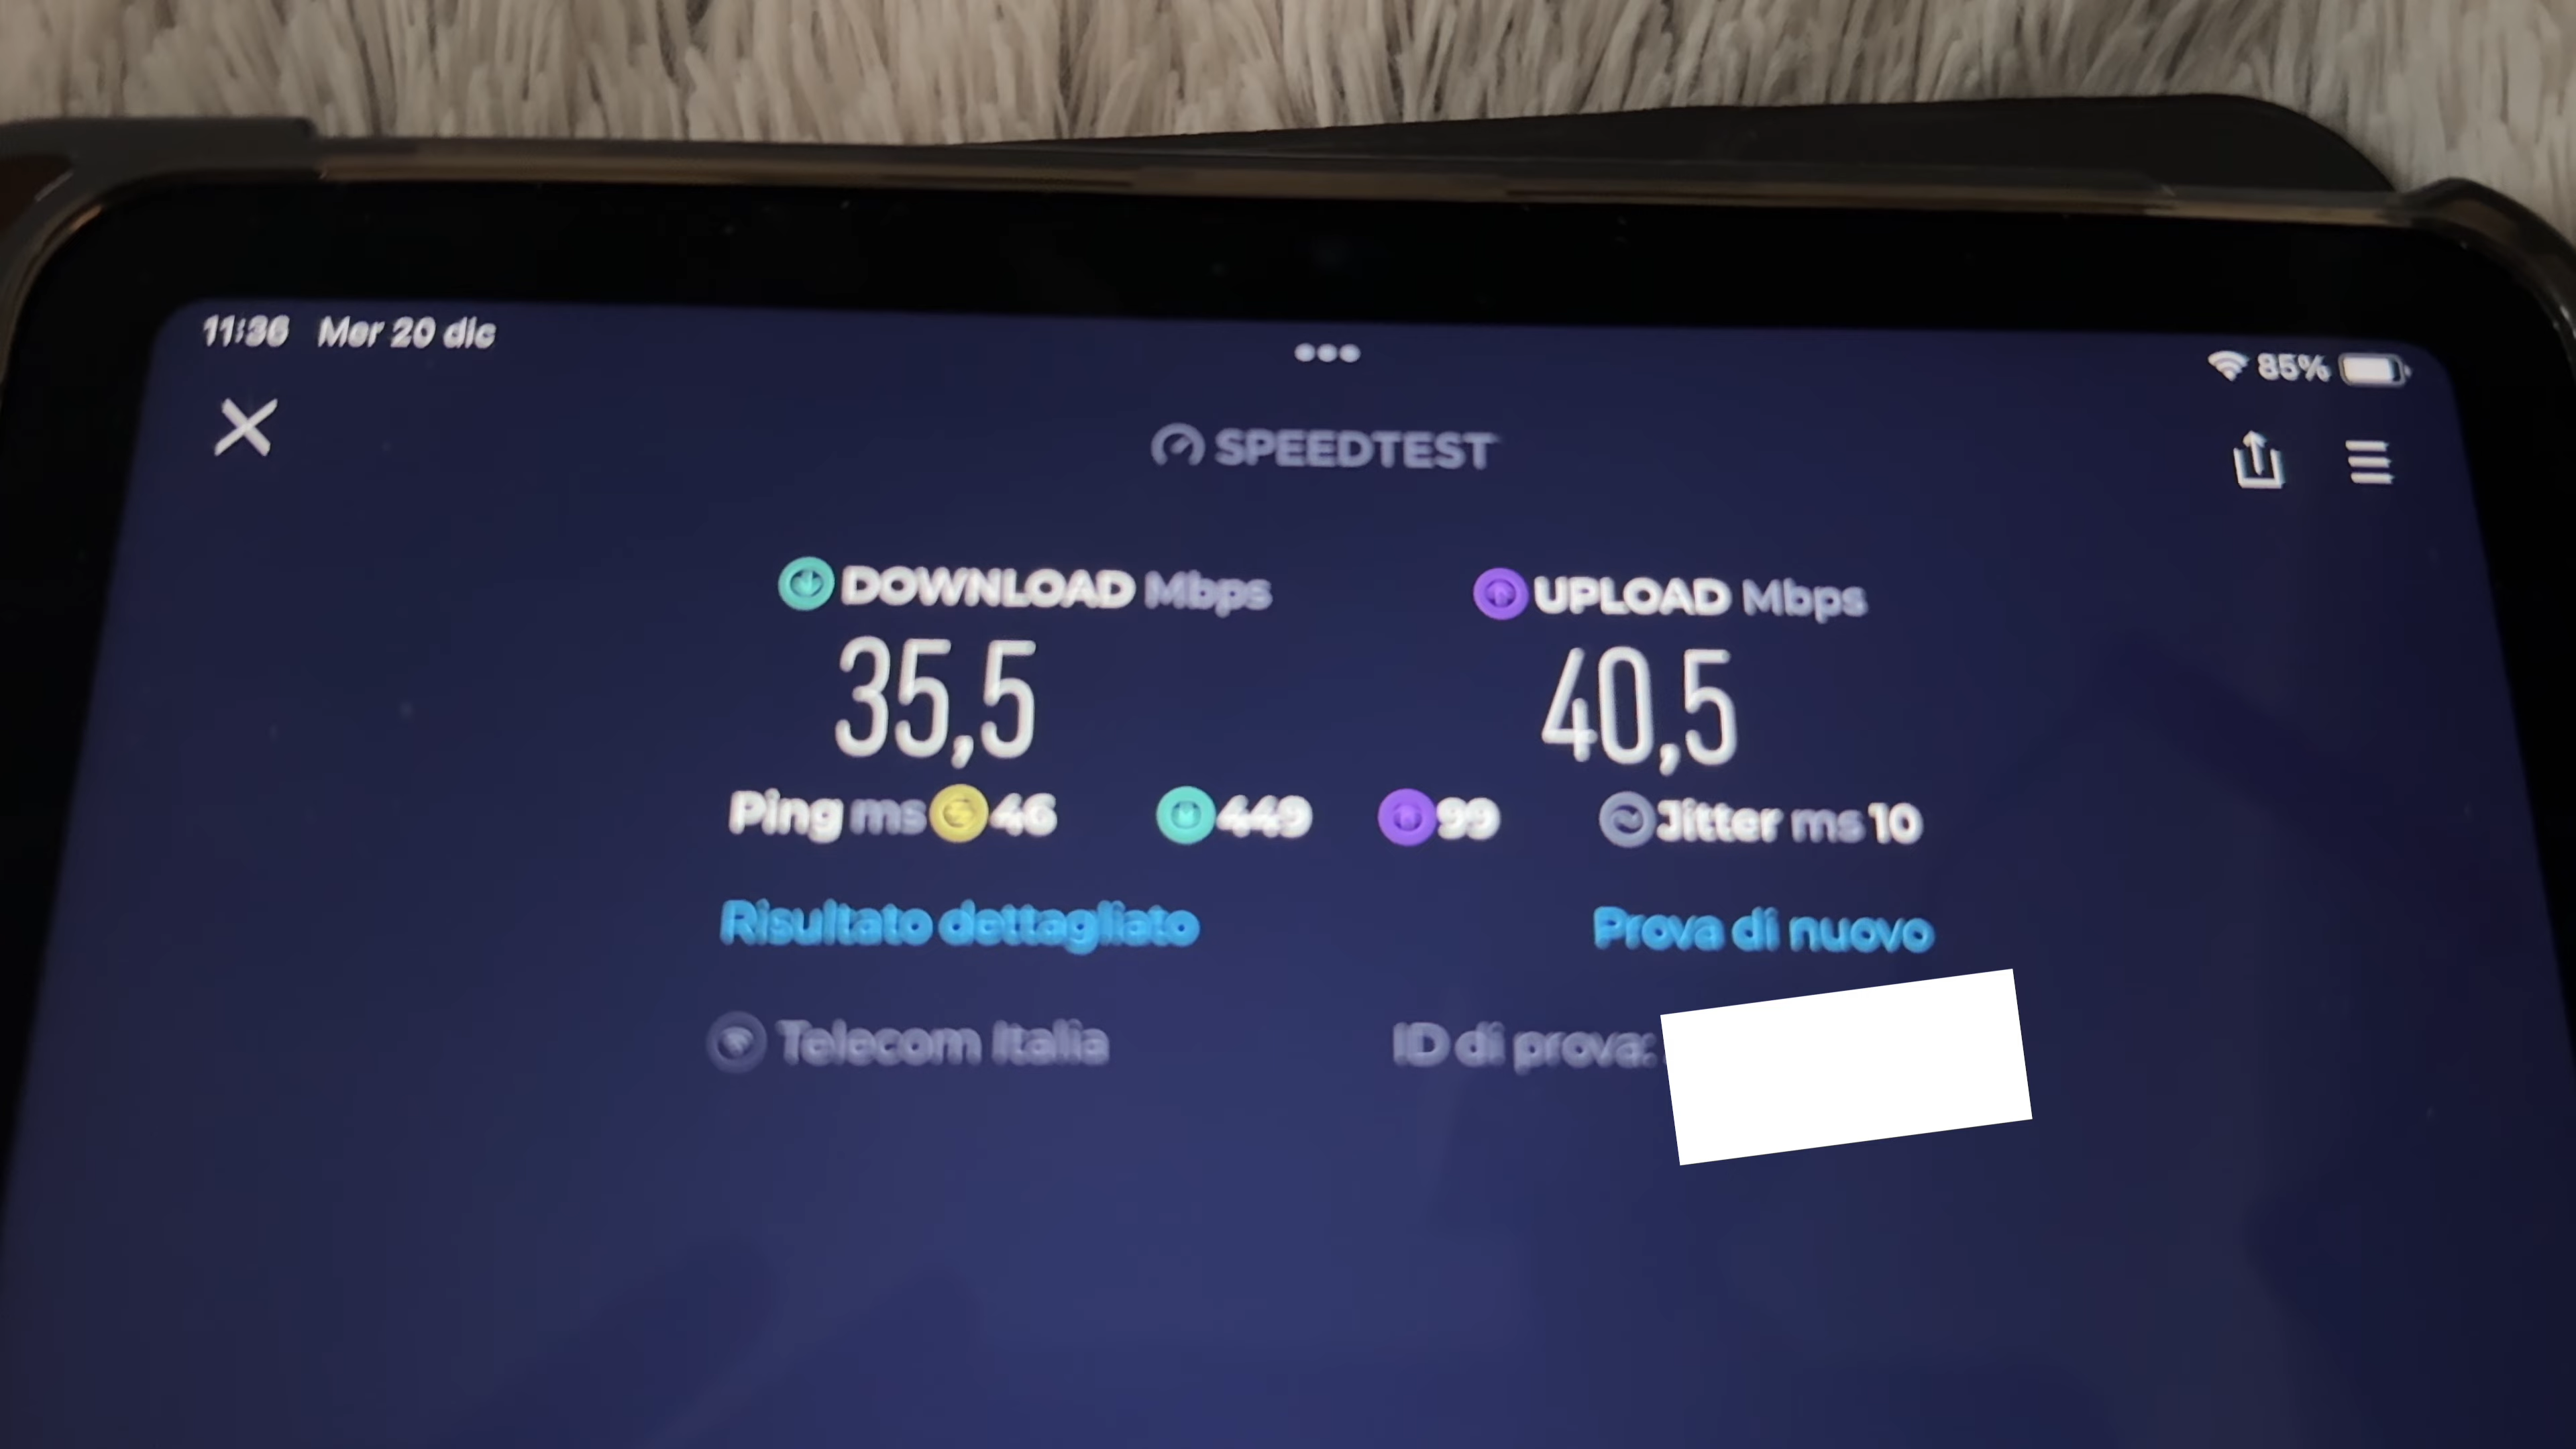 11:36 Mer 20 dic
85%
SPEEDTEST
DOWNLOAD Mbps UPLOAD Mbps
35,5 40,5
Ping ms 46 449 99 Jitter ms 10
Risultato dettagliato Prova di nuovo
Telecom Italia ID di prova: